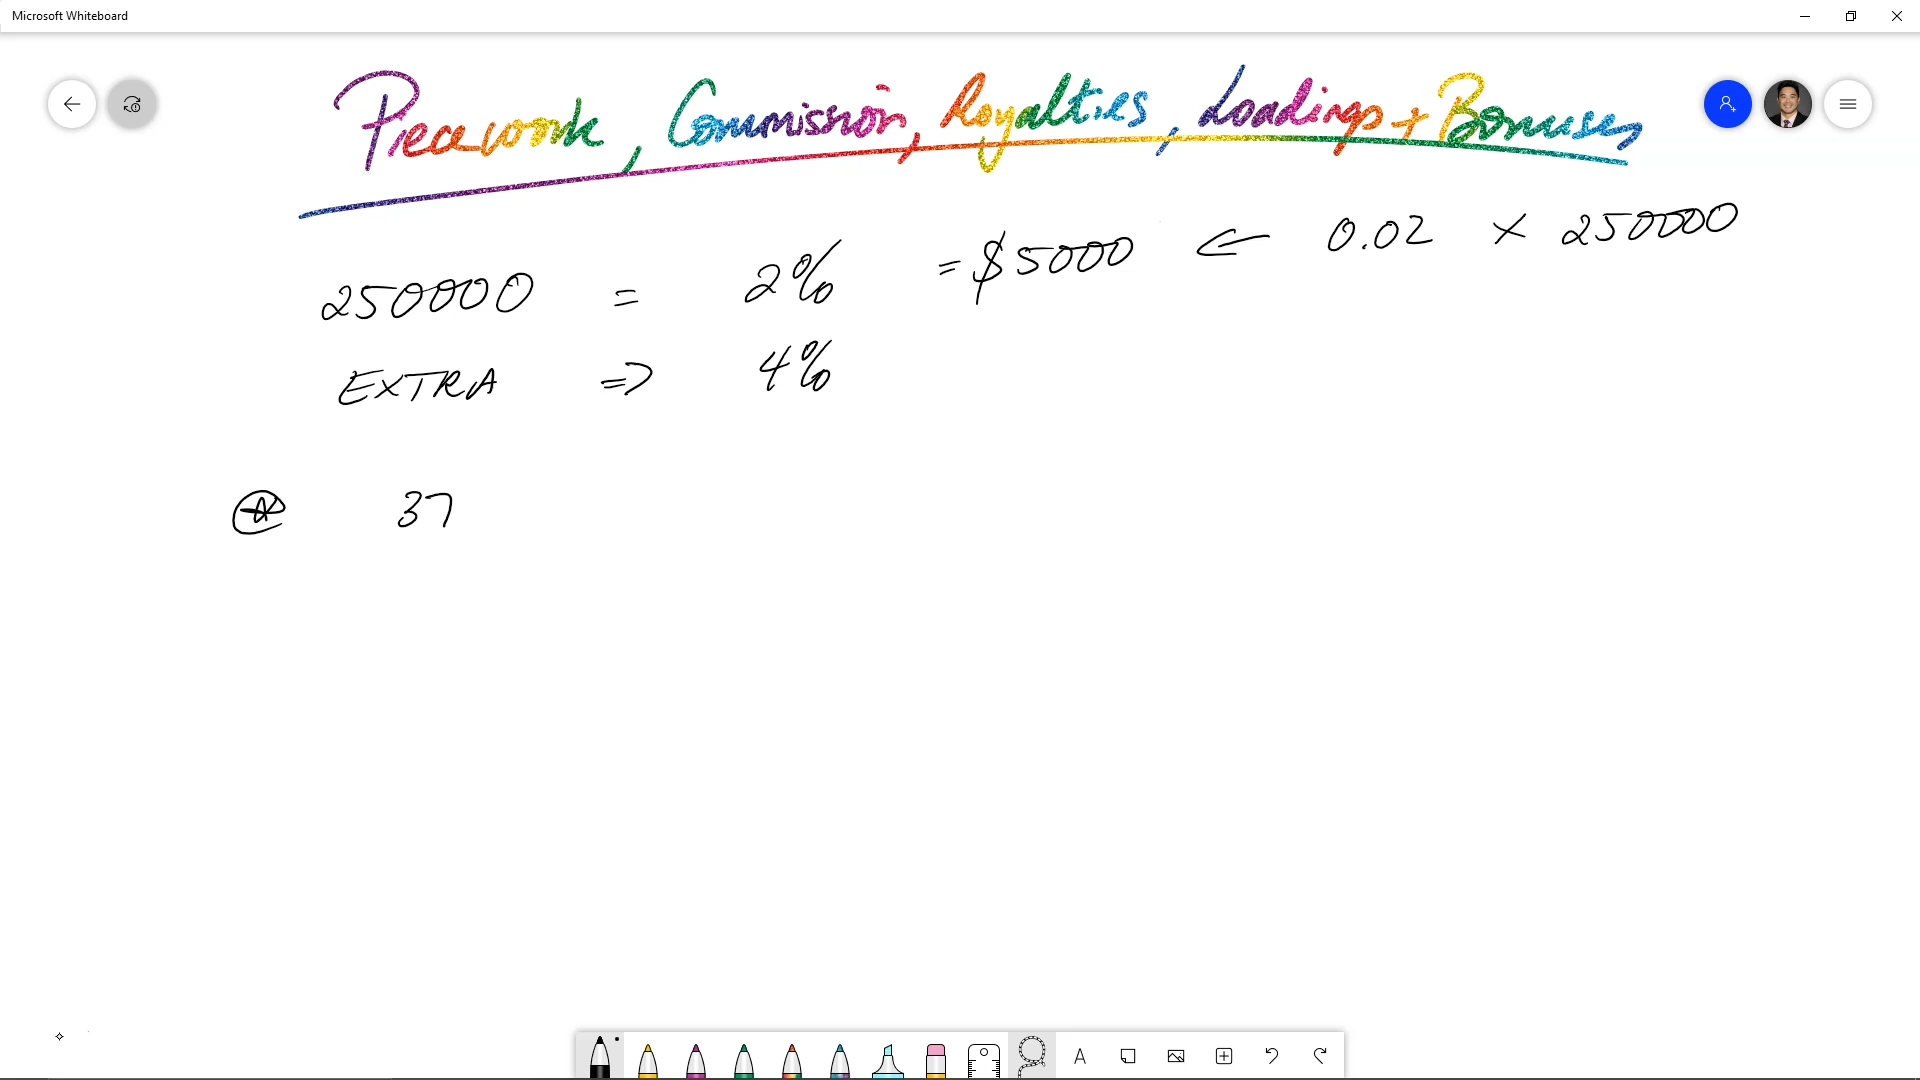 Microsoft Whiteboard
Piecework, Commission, Royalties, Loadings + Bonuses
250000 = 2% = $5000 ← 0.02 × 250000
EXTRA ⇒ 4%
37
A